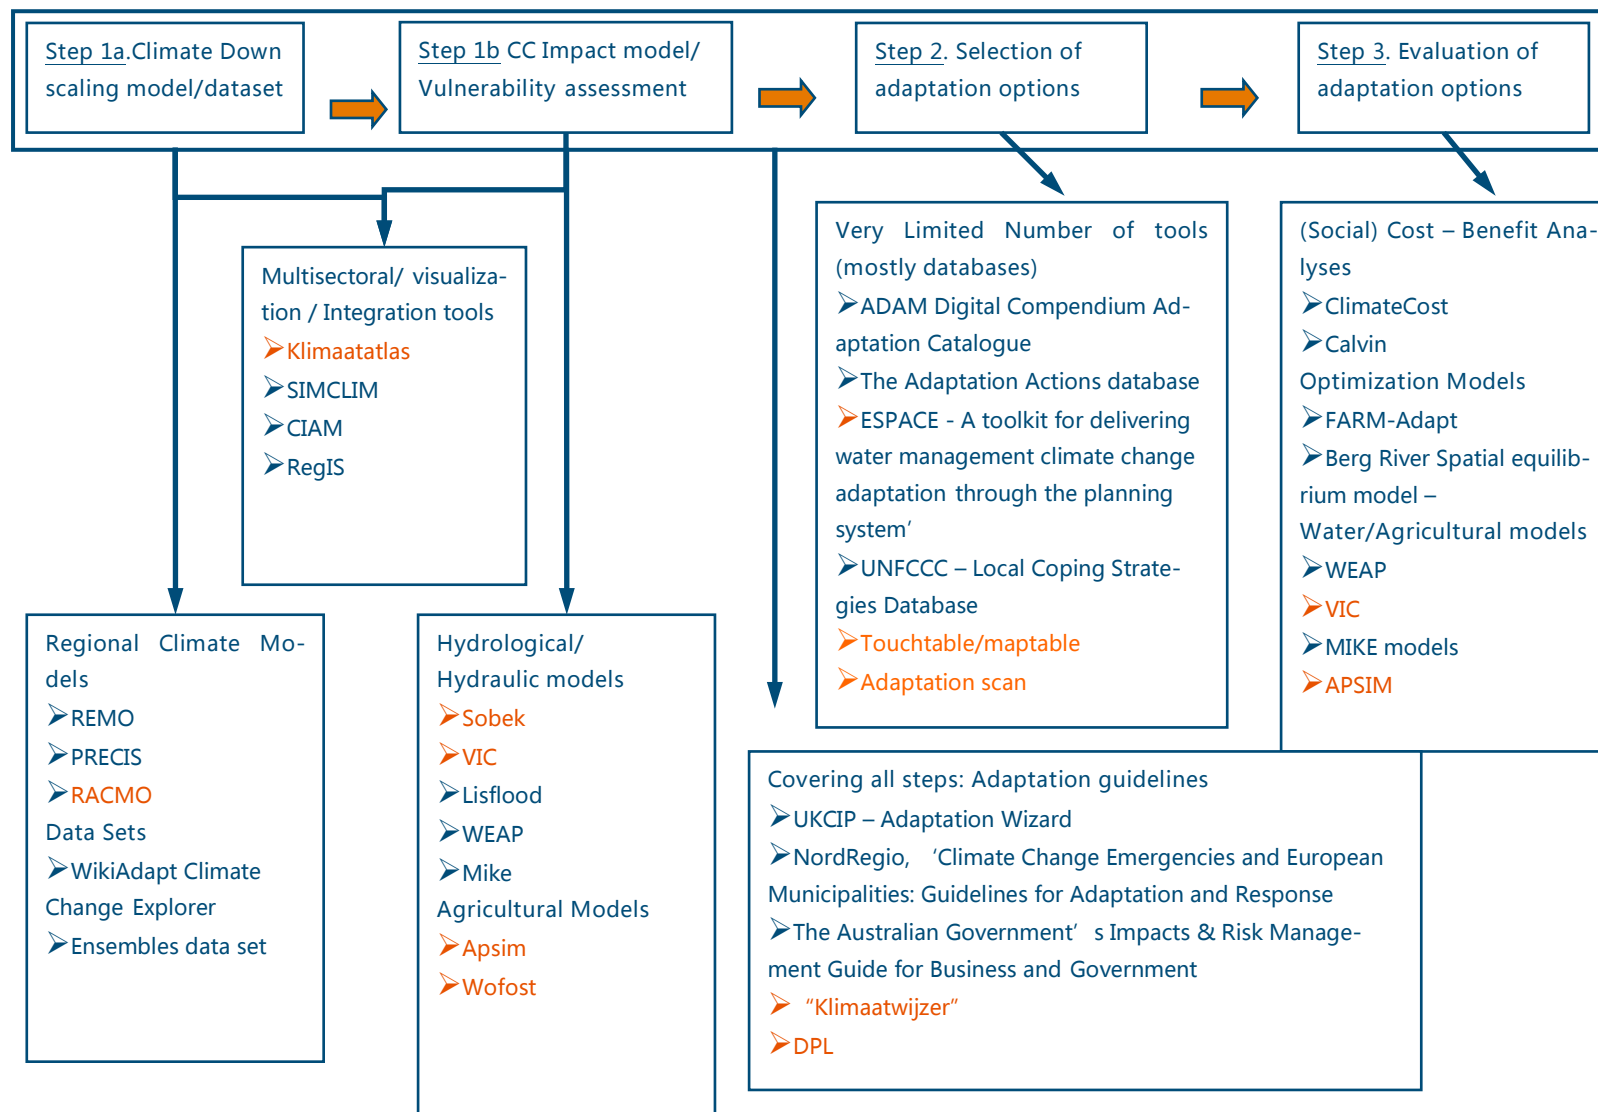 Step 1a.Climate Down
scaling model/dataset
Step 1b CC Impact model/
Vulnerability assessment
Step 2. Selection of
adaptation options
Step 3. Evaluation of
adaptation options
Multisectoral/ visualiza-
tion / Integration tools
➢Klimaatatlas
➢SIMCLIM
➢CIAM
➢RegIS
Very Limited Number of tools
(mostly databases)
➢ADAM Digital Compendium Ad-
aptation Catalogue
➢The Adaptation Actions database
➢ESPACE - A toolkit for delivering
water management climate change
adaptation through the planning
system’
➢UNFCCC – Local Coping Strate-
gies Database
➢Touchtable/maptable
➢Adaptation scan
(Social) Cost – Benefit Ana-
lyses
➢ClimateCost
➢Calvin
Optimization Models
➢FARM-Adapt
➢Berg River Spatial equilib-
rium model –
Water/Agricultural models
➢WEAP
➢VIC
➢MIKE models
➢APSIM
Regional Climate Mo-
dels
➢REMO
➢PRECIS
➢RACMO
Data Sets
➢WikiAdapt Climate
Change Explorer
➢Ensembles data set
Hydrological/
Hydraulic models
➢Sobek
➢VIC
➢Lisflood
➢WEAP
➢Mike
Agricultural Models
➢Apsim
➢Wofost
Covering all steps: Adaptation guidelines
➢UKCIP – Adaptation Wizard
➢NordRegio, ‘Climate Change Emergencies and European
Municipalities: Guidelines for Adaptation and Response
➢The Australian Government’ s Impacts & Risk Manage-
ment Guide for Business and Government
➢ “Klimaatwijzer”
➢DPL